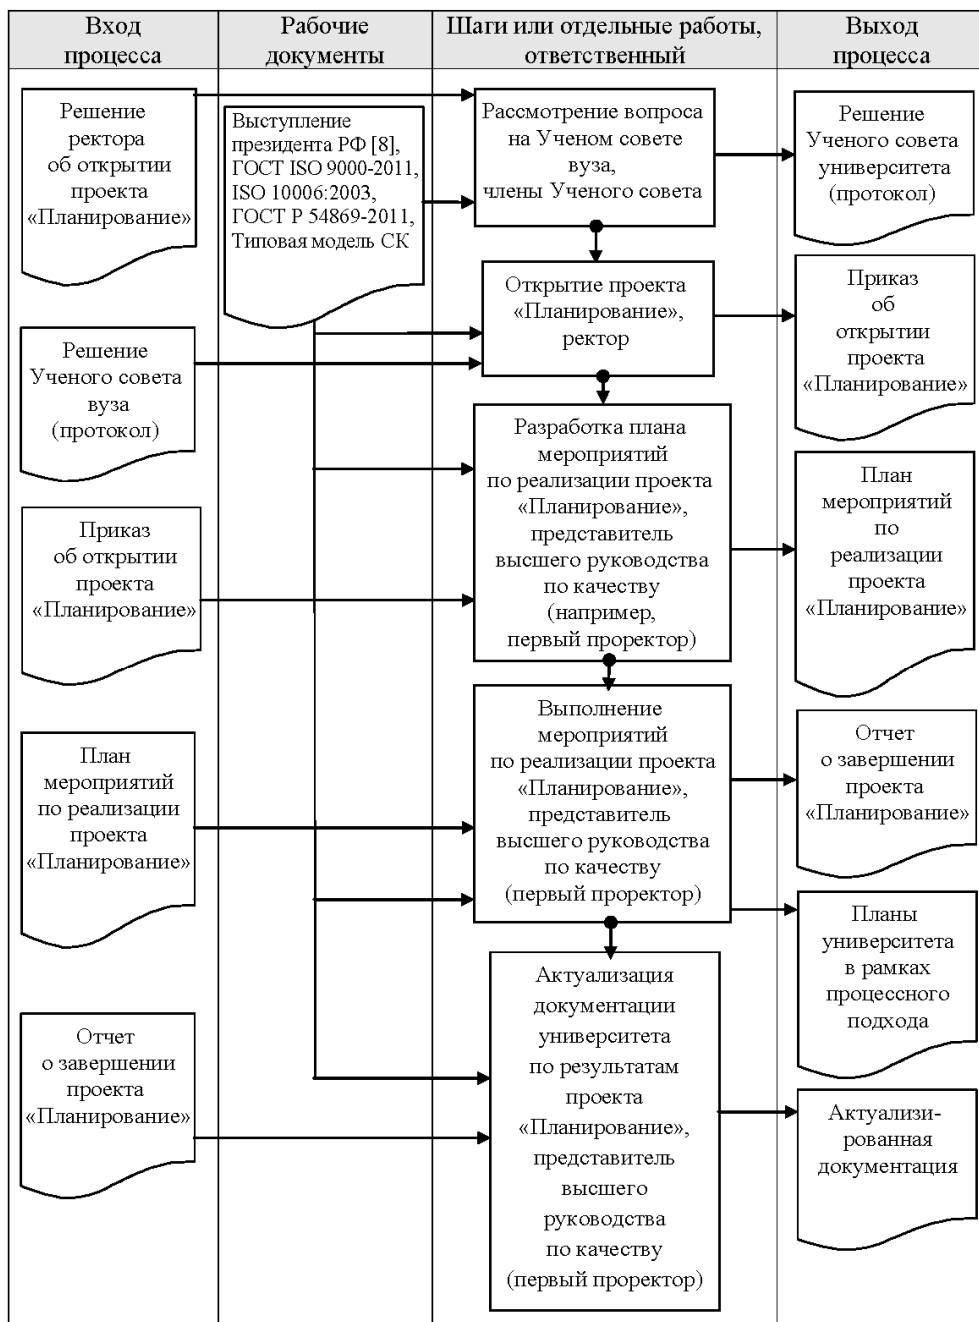 Вход
процесса
Рабочие
документы
Шаги или отдельные работы,
ответственный
Выход
процесса
Решение
ректора
об открытии
проекта
«Планирование»
Выступление
президента РФ [8],
ГОСТ ISO 9000-2011,
ISO 10006:2003,
ГОСТ Р 54869-2011,
Типовая модель СК
Рассмотрение вопроса
на Ученом совете
вуза,
члены Ученого совета
Решение
Ученого совета
университета
(протокол)
Решение
Ученого совета
вуза
(протокол)
Открытие проекта
«Планирование»,
ректор
Приказ
об
открытии
проекта
«Планирование»
Приказ
об открытии
проекта
«Планирование»
Разработка плана
мероприятий
по реализации проекта
«Планирование»,
представитель
высшего руководства
по качеству
(например,
первый проректор)
План
мероприятий
по
реализации
проекта
«Планирование»
План
мероприятий
по реализации
проекта
«Планирование»
Выполнение
мероприятий
по реализации проекта
«Планирование»,
представитель
высшего руководства
по качеству
(первый проректор)
Отчет
о завершении
проекта
«Планирование»
Планы
университета
в рамках
процессного
подхода
Отчет
о завершении
проекта
«Планирование»
Актуализация
документации
университета
по результатам
проекта
«Планирование»,
представитель
высшего
руководства
по качеству
(первый проректор)
Актуализи-
рованная
документация